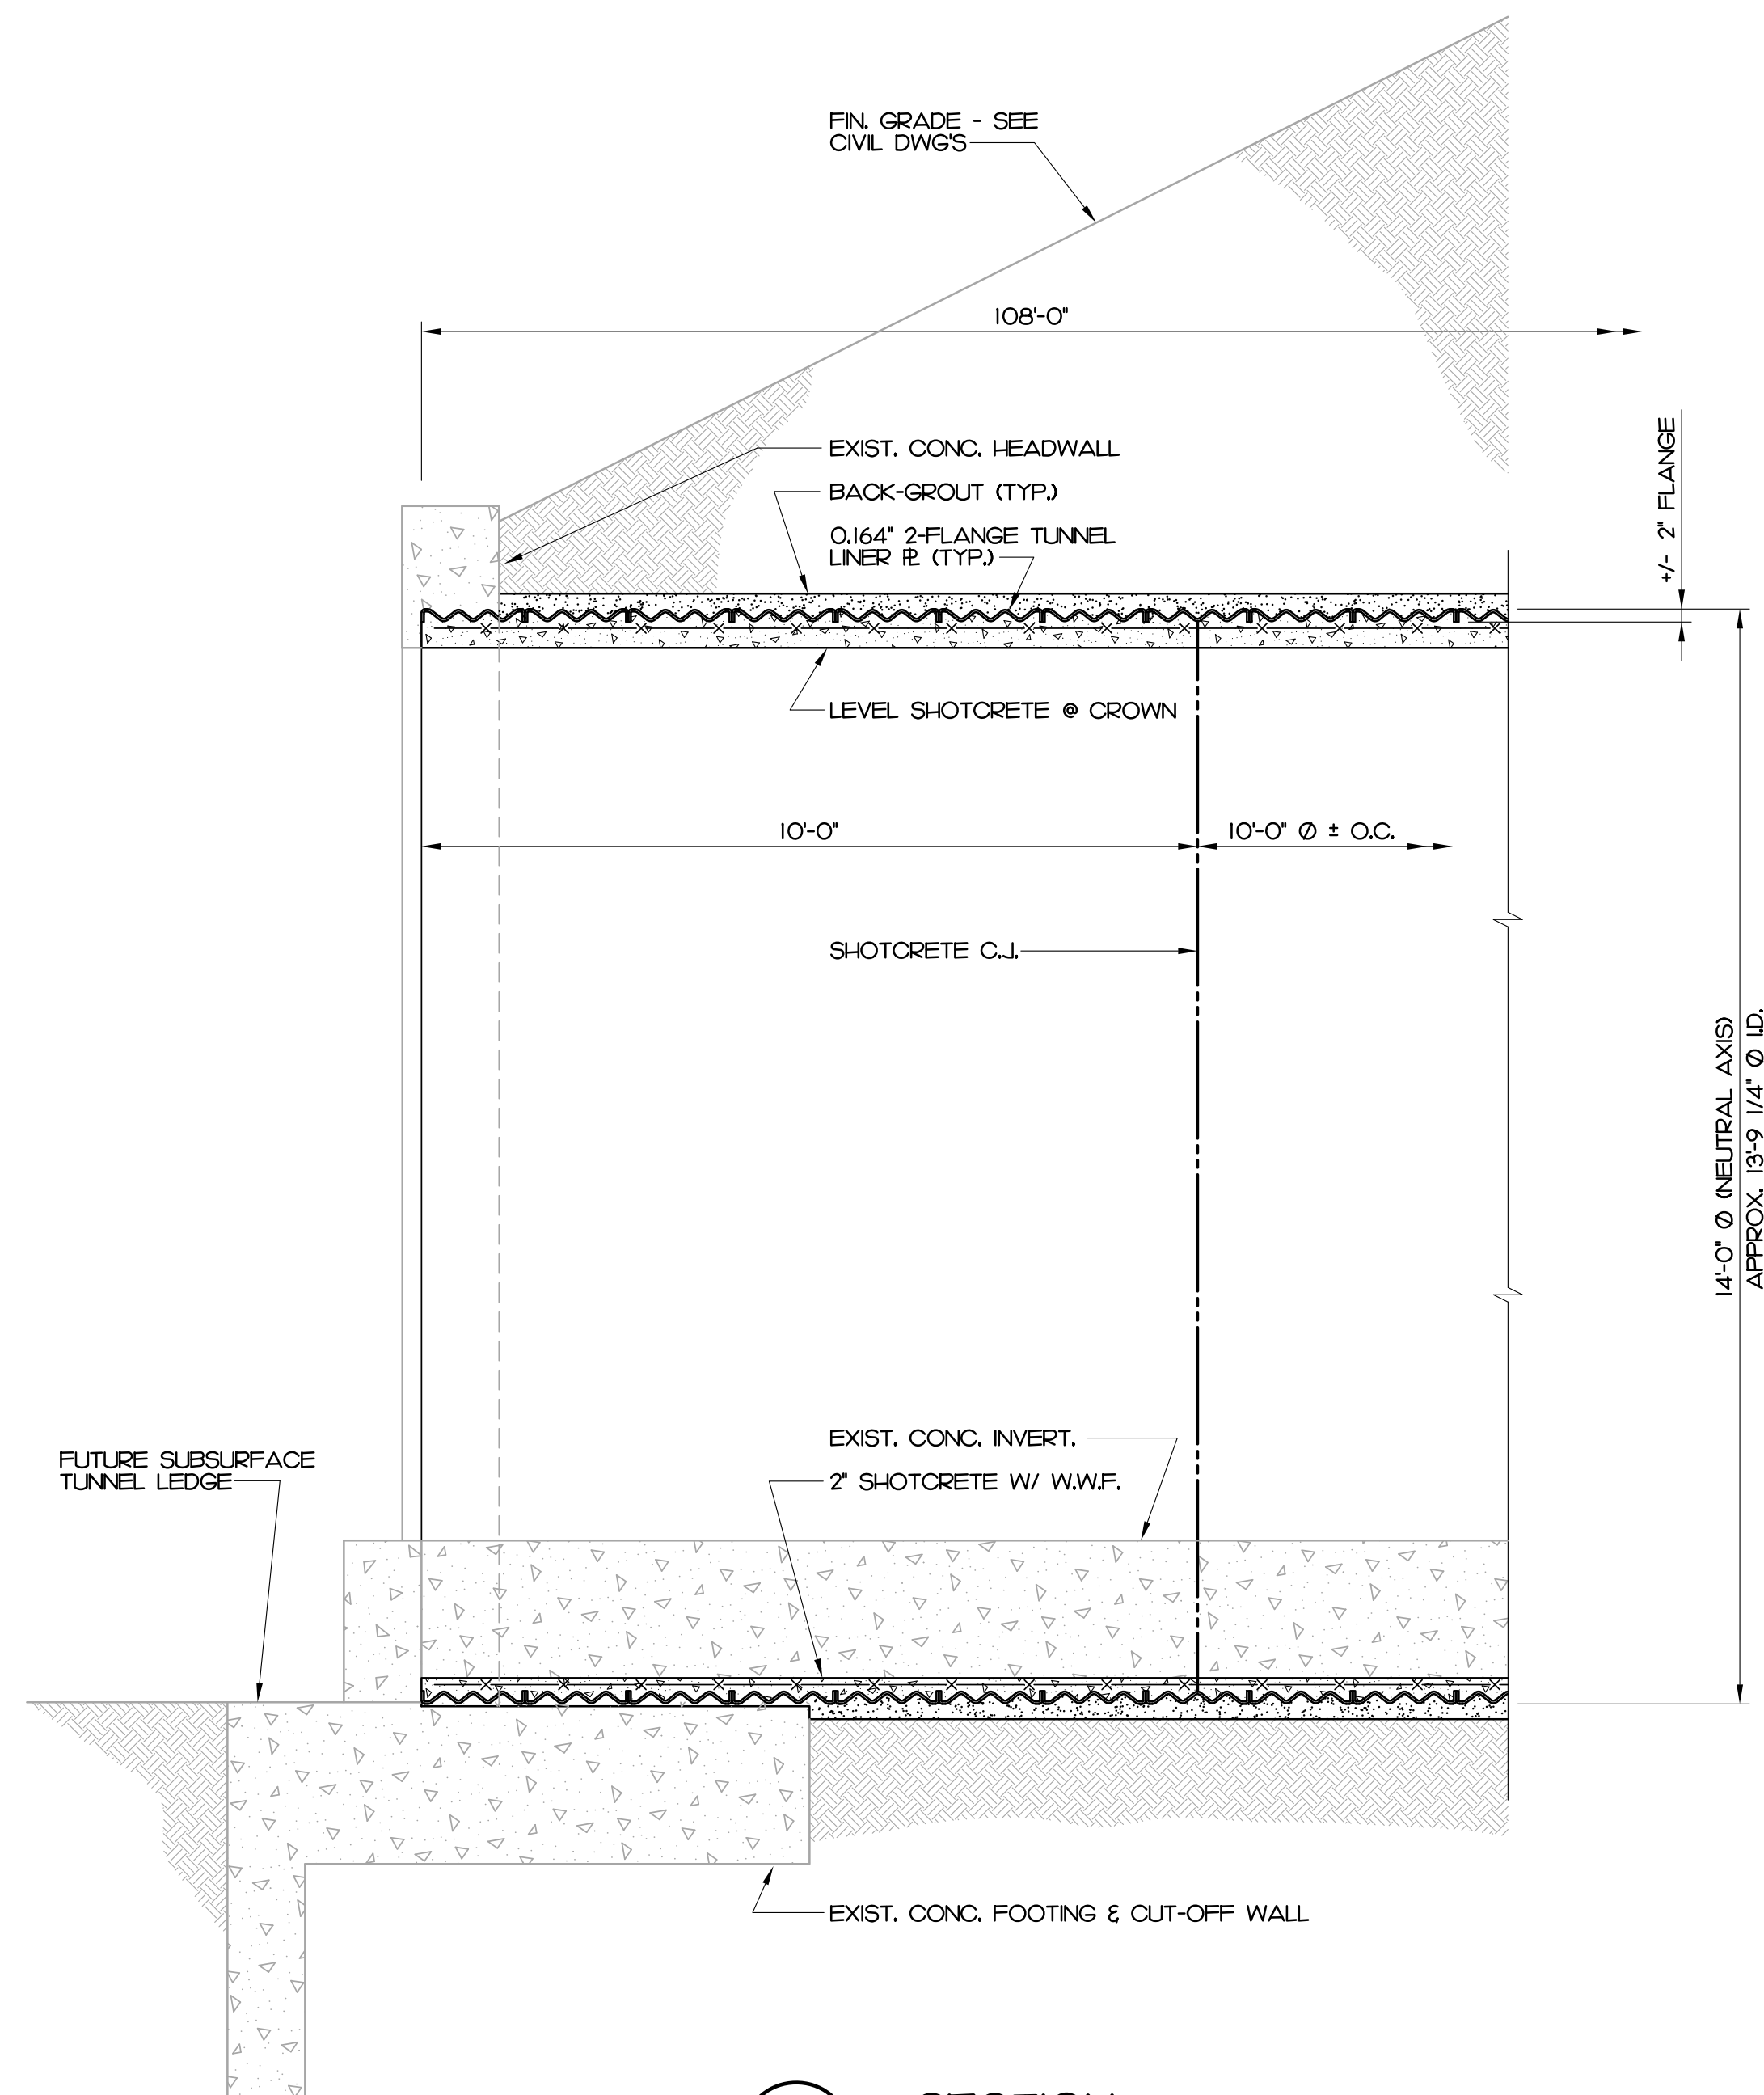 FIN. GRADE - SEE
CIVIL DWG'S
108'-0"
+/- 2" FLANGE
EXIST. CONC. HEADWALL
BACK-GROUT (TYP.)
0.164" 2-FLANGE TUNNEL
LINER PL (TYP.)
LEVEL SHOTCRETE @ CROWN
10'-0"
10'-0" Ø ± O.C.
SHOTCRETE C.J.
14'-0" Ø (NEUTRAL AXIS)
APPROX. 13'-9 1/4" Ø I.D.
EXIST. CONC. INVERT.
FUTURE SUBSURFACE
TUNNEL LEDGE
2" SHOTCRETE W/ W.W.F.
EXIST. CONC. FOOTING & CUT-OFF WALL